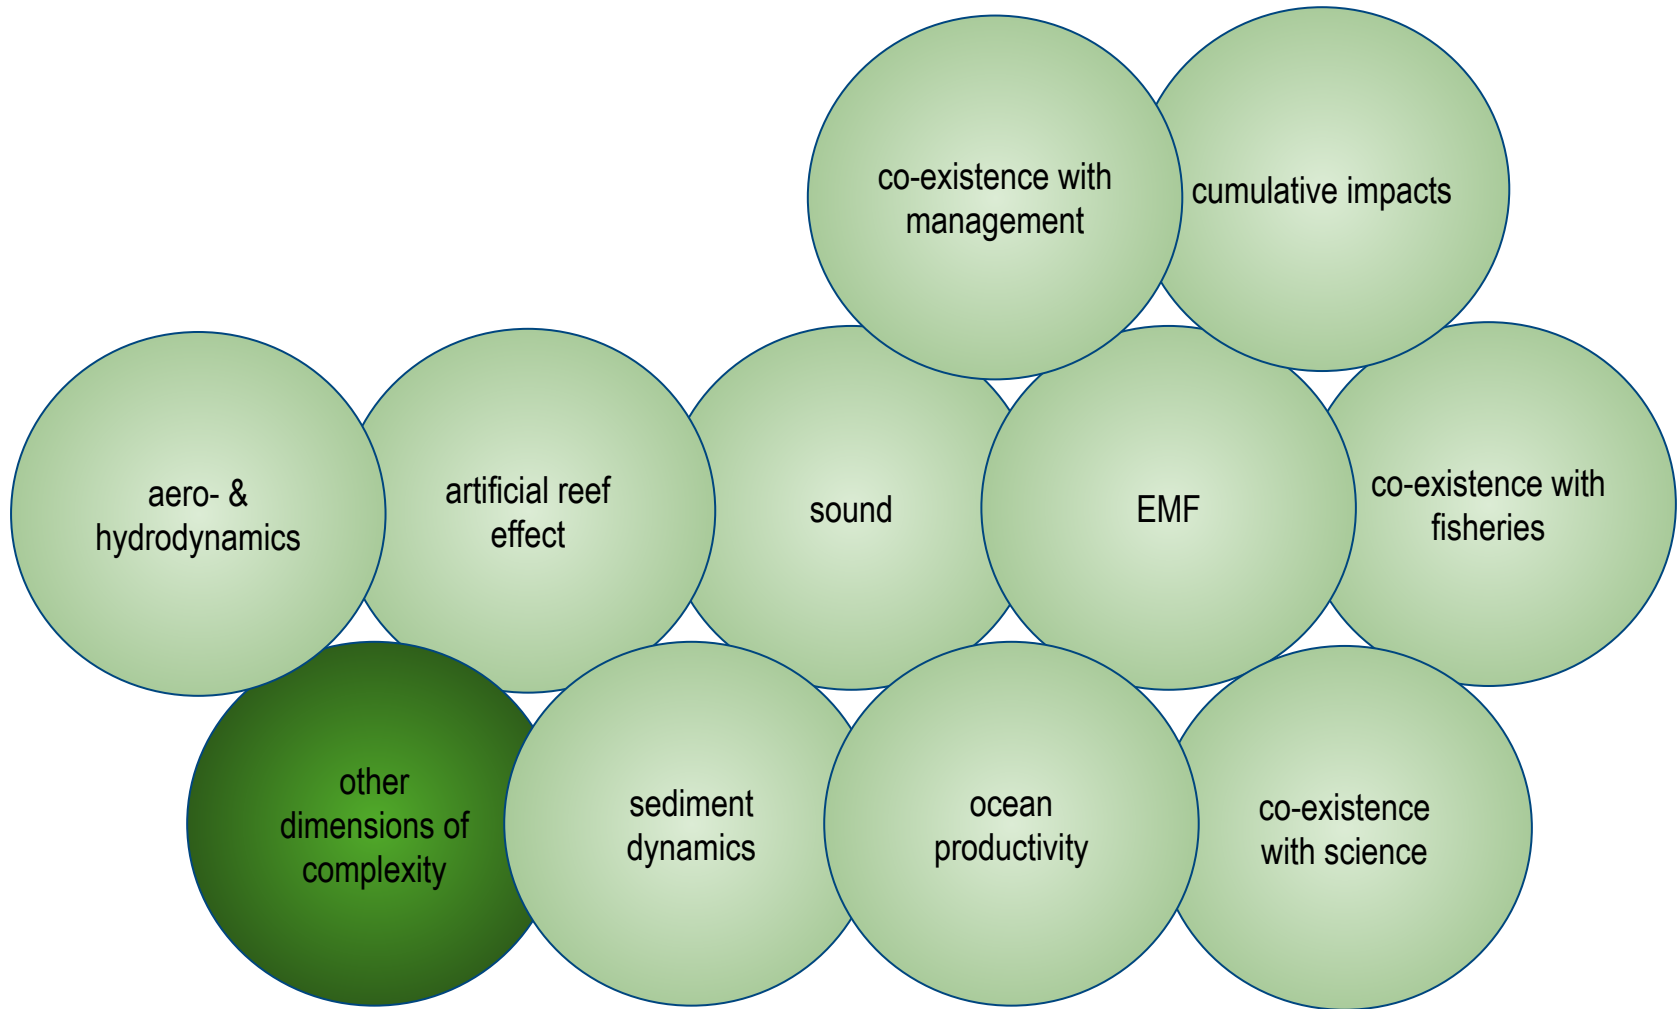 co-existence with
management
cumulative impacts
aero- &
hydrodynamics
artificial reef
effect
sound
EMF
co-existence with
fisheries
other
dimensions of
complexity
sediment
dynamics
ocean
productivity
co-existence
with science